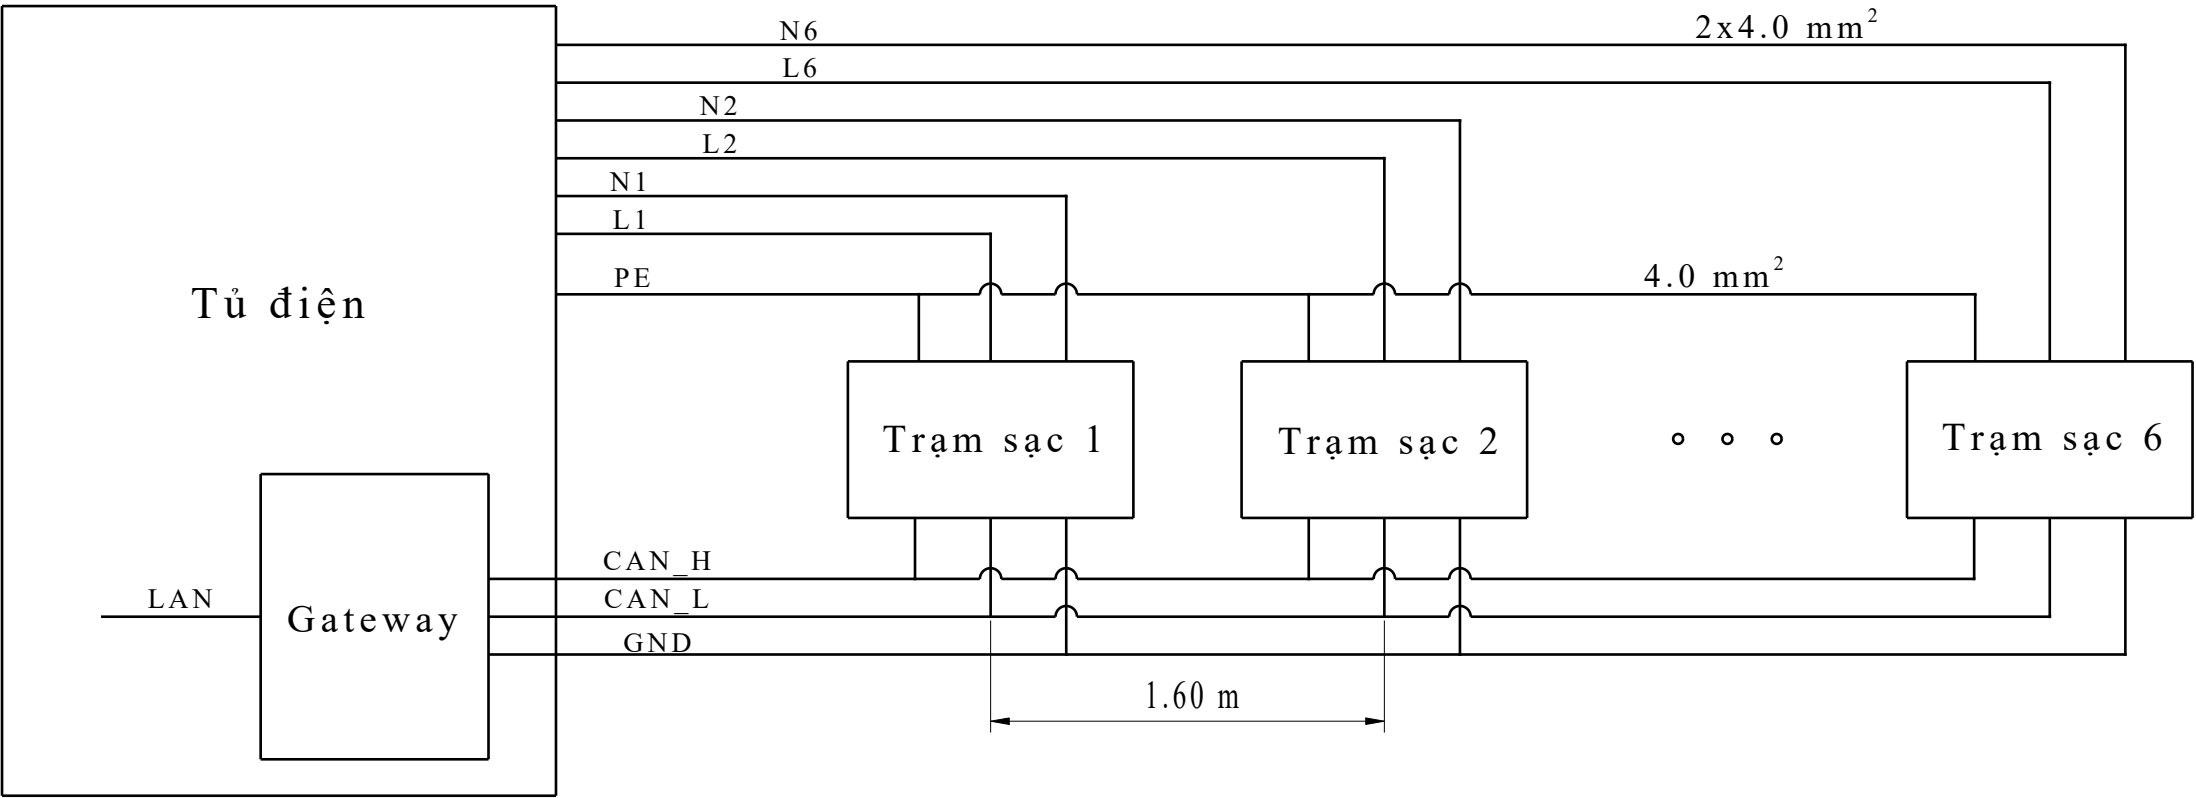 N6
2x4.0 mm²
L6
N2
L2
N1
L1
PE
4.0 mm²
Tủ điện
Trạm sạc 1
Trạm sạc 2
Trạm sạc 6
CAN_H
LAN
CAN_L
Gateway
GND
1.60 m